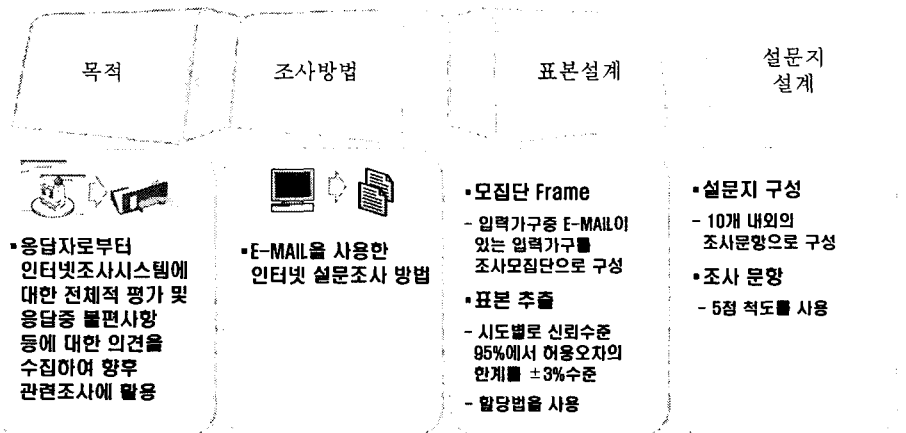 목적
조사방법
표본설계
설문지
설계
▪응답자로부터
인터넷조사시스템에
대한 전체적 평가 및
응답중 불편사항
등에 대한 의견을
수집하여 향후
관련조사에 활용
▪E-MAIL을 사용한
인터넷 설문조사 방법
▪모집단 Frame
- 입력가구중 E-MAIL이
있는 입력가구를
조사모집단으로 구성
▪표본 추출
- 시도별로 신뢰수준
95%에서 허용오차의
한계를 ±3%수준
- 할당법을 사용
▪설문지 구성
- 10개 내외의
조사문항으로 구성
▪조사 문항
- 5점 척도를 사용